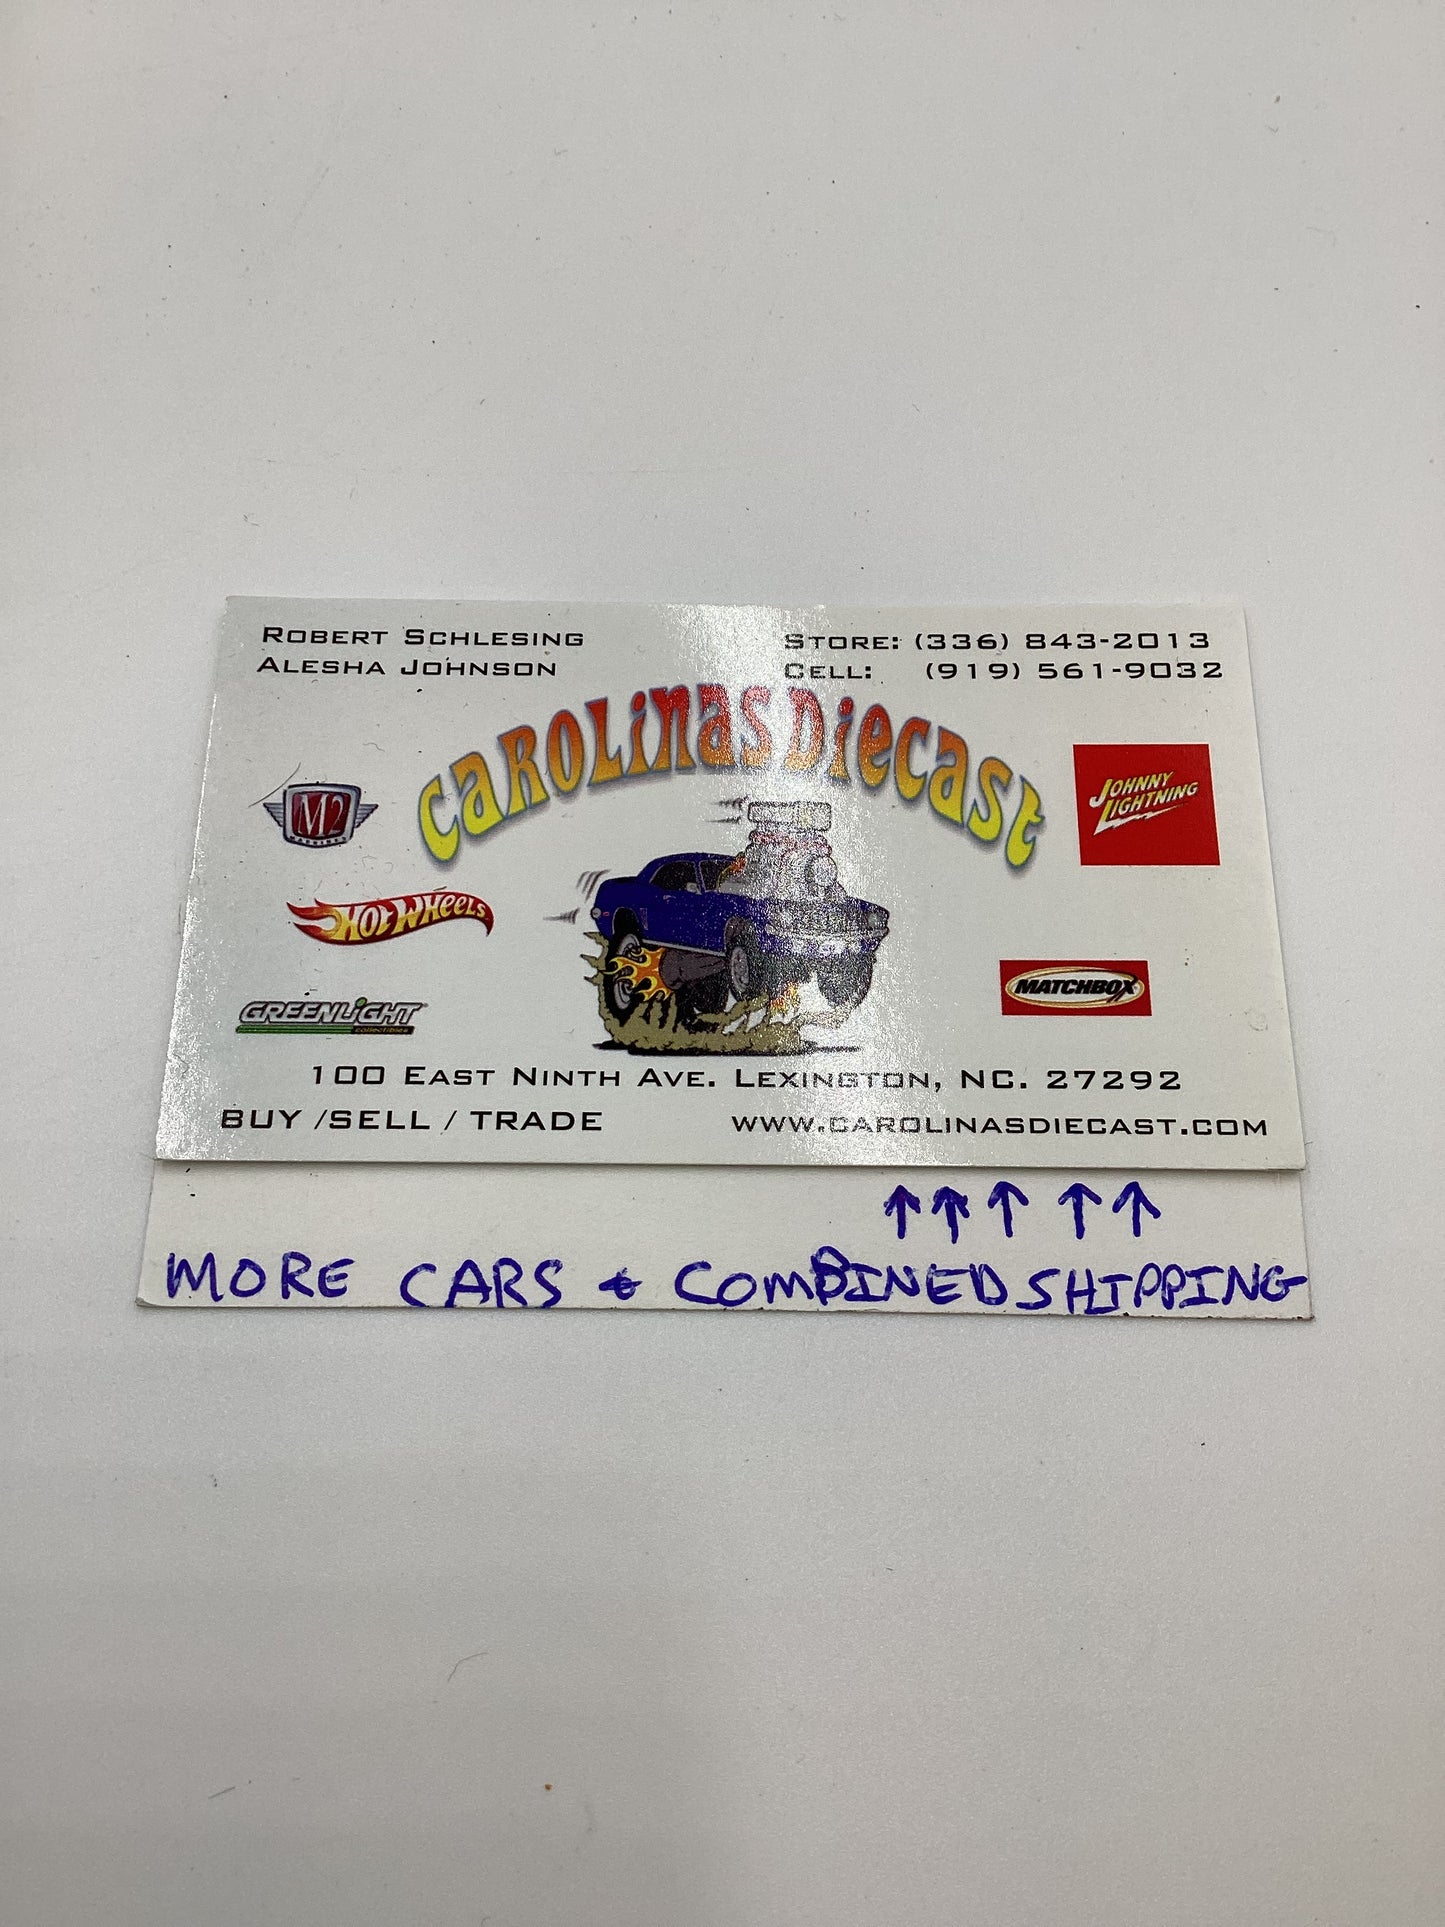 ROBERT SCHLESING
ALESHA JOHNSON
STORE: (336) 843-2013
CELL: (919) 561-9032
CAROLINAS DIECAST
M2
MACHINES
JOHNNY
LIGHTNING
HOT WHEELS
MATCHBOX
GREENLIGHT
collectibles
100 EAST NINTH AVE. LEXINGTON, NC. 27292
BUY /SELL / TRADE
WWW.CAROLINASDIECAST.COM
↑ ↑ ↑ ↑ ↑
MORE CARS & COMBINED SHIPPING